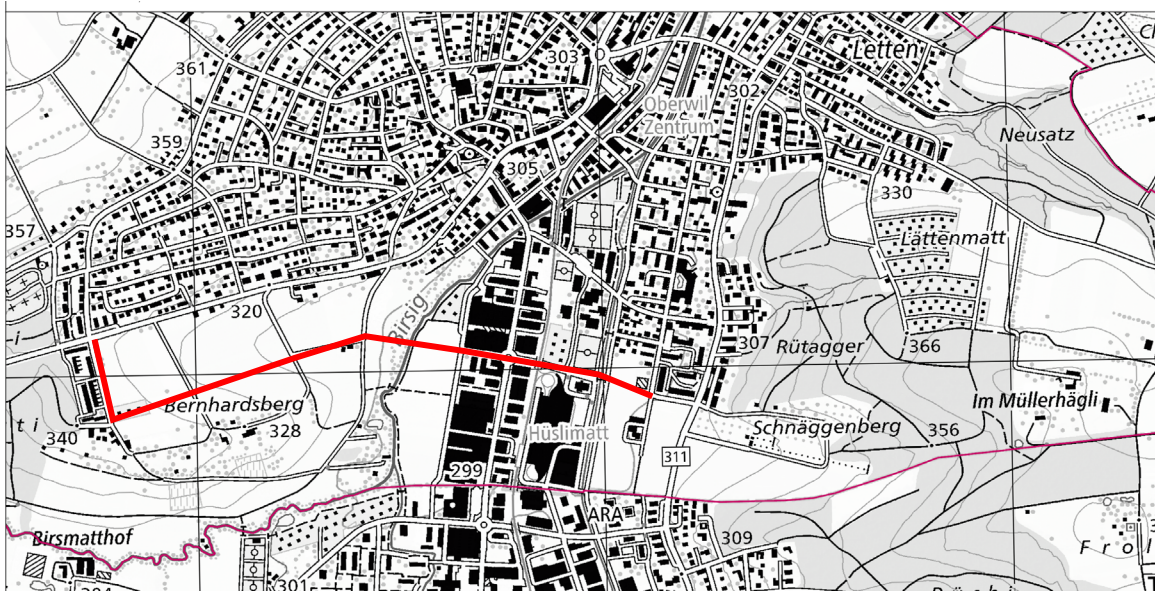 Letten
303
361
302
Oberwil
Zentrum
Neusatz
359
305
330
357
Lättenmatt
Birsig
320
307
Rütagger
366
Bernhardsberg
Im Müllerhägli
Schnäggenberg
356
340
328
Hüslimatt
311
299
ARA
309
Birsmatthof
301